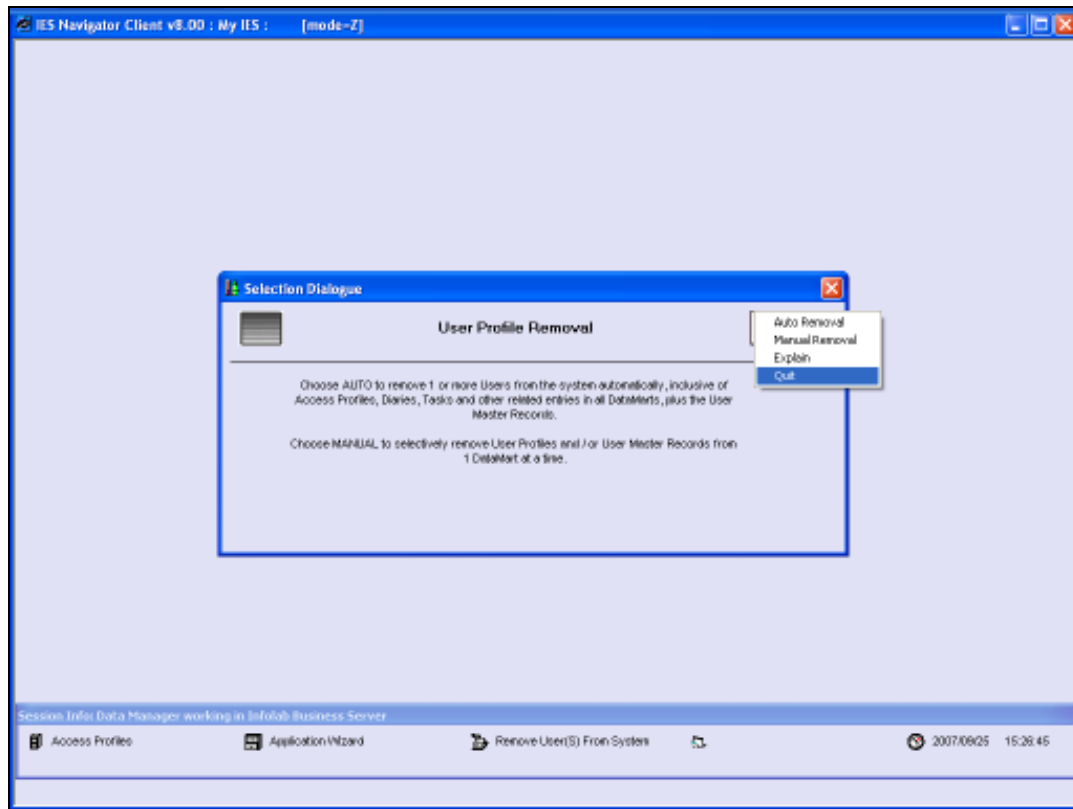 IES Navigator Client v8.00 : My IES : [mode=Z]
Selection Dialogue
User Profile Removal
Auto Removal
Manual Removal
Explain
Quit
Choose AUTO to remove 1 or more Users from the system automatically, inclusive of
Access Profiles, Diaries, Tasks and other related entries in all DataMarts, plus the User
Master Records.
Choose MANUAL to selectively remove User Profiles and / or User Master Records from
1 DataMart at a time.
Session Info: Data Manager working in Infolab Business Server
Access Profiles
Application Wizard
Remove User(S) From System
2007/09/25 15:26:45